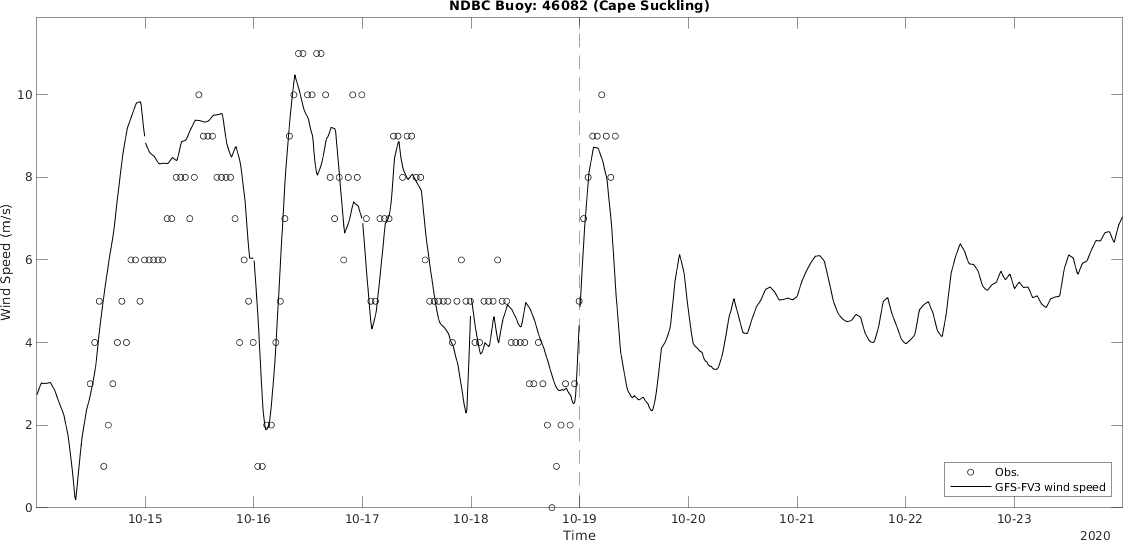 NDBC Buoy: 46082 (Cape Suckling)
Wind Speed (m/s)
10
8
6
4
2
0
Obs.
GFS-FV3 wind speed
10-15 10-16 10-17 10-18 10-19 10-20 10-21 10-22 10-23
Time
2020